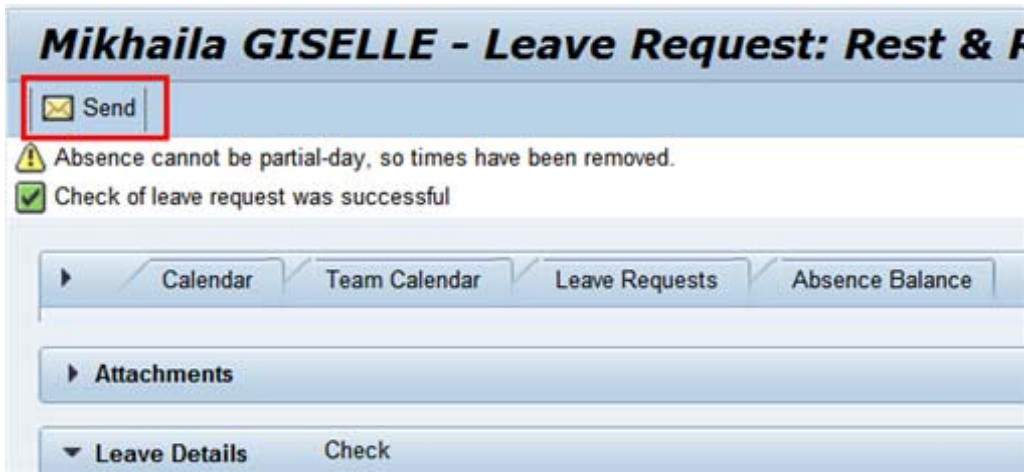 Mikhaila GISELLE - Leave Request: Rest &
Send
Absence cannot be partial-day, so times have been removed.
Check of leave request was successful
Calendar Team Calendar Leave Requests Absence Balance
Attachments
Leave Details Check